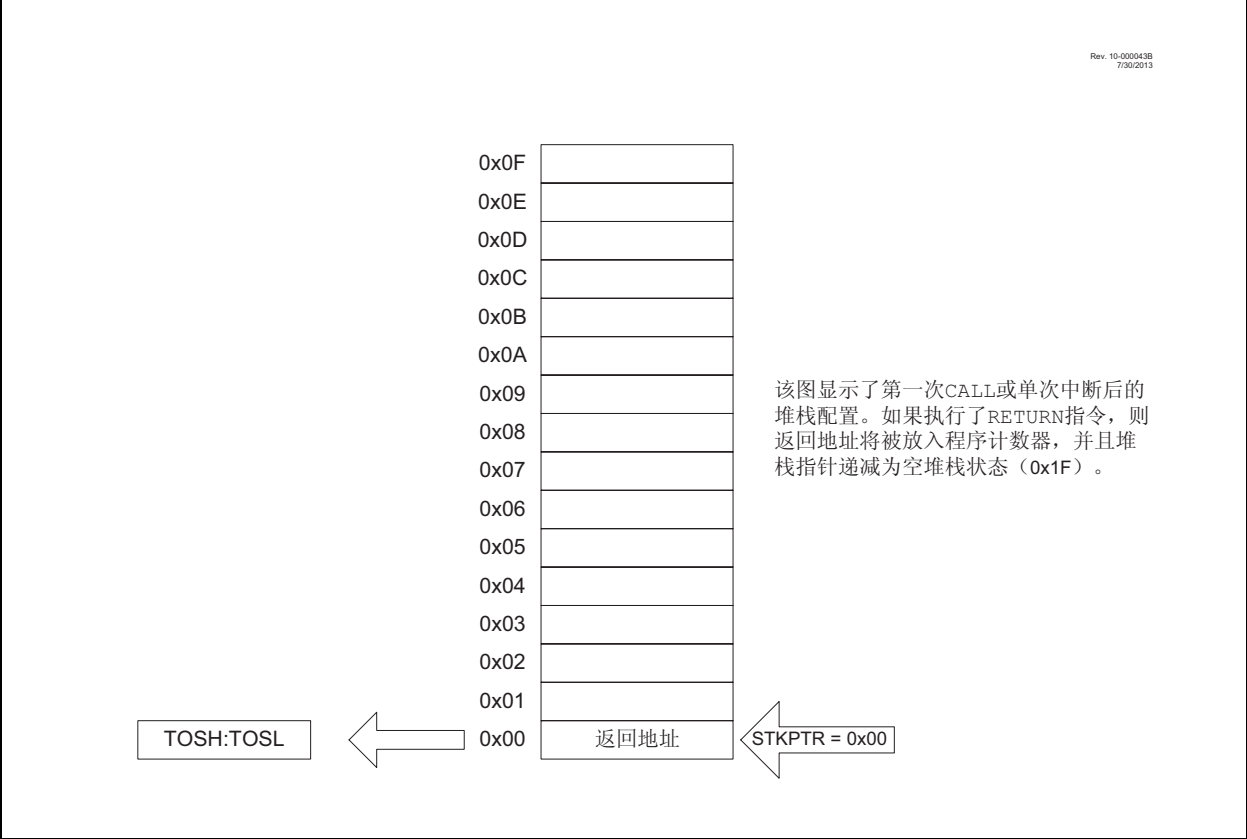 Rev. 10-000043B
7/30/2013
0x0F
0x0E
0x0D
0x0C
0x0B
0x0A
0x09
0x08
0x07
0x06
0x05
0x04
0x03
0x02
0x01
该图显示了第一次CALL或单次中断后的
堆栈配置。如果执行了RETURN指令，则
返回地址将被放入程序计数器，并且堆
栈指针递减为空堆栈状态（0x1F）。
TOSH:TOSL
0x00
返回地址
STKPTR = 0x00